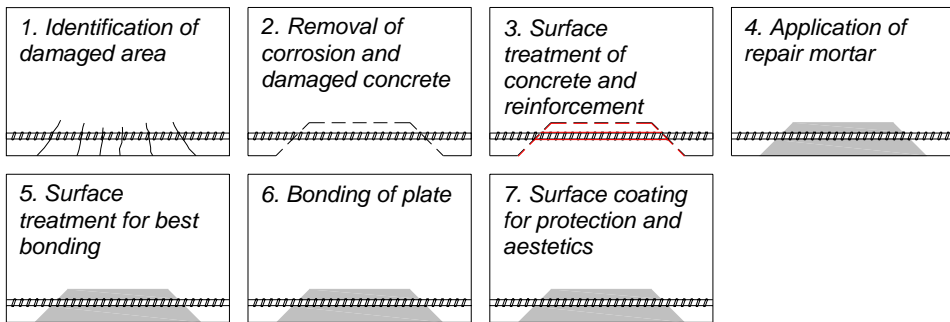 1. Identification of
damaged area
2. Removal of
corrosion and
damaged concrete
3. Surface
treatment of
concrete and
reinforcement
4. Application of
repair mortar
5. Surface
treatment for best
bonding
6. Bonding of plate
7. Surface coating
for protection and
aestetics